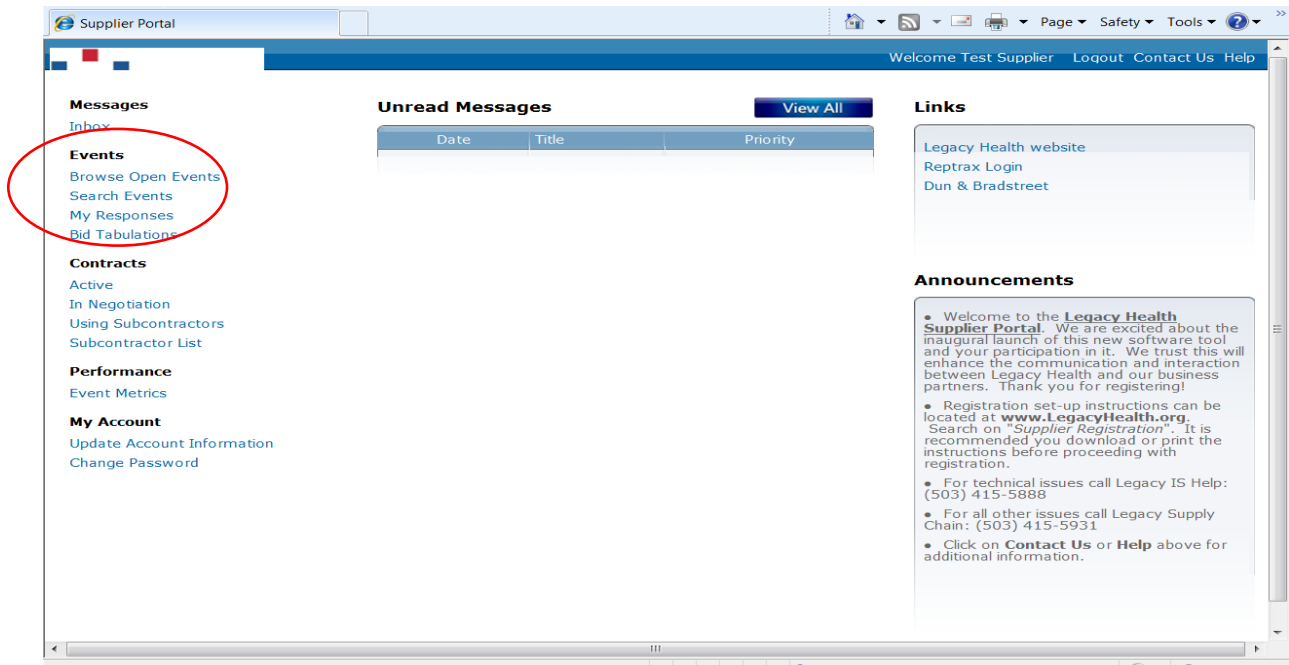 Supplier Portal
Page Safety Tools
Welcome Test Supplier Logout Contact Us Help
Messages
Inbox
Events
Browse Open Events
Search Events
My Responses
Bid Tabulations
Contracts
Active
In Negotiation
Using Subcontractors
Subcontractor List
Performance
Event Metrics
My Account
Update Account Information
Change Password
Unread Messages
View All
Date Title Priority
Links
Legacy Health website
Reptrax Login
Dun & Bradstreet
Announcements
• Welcome to the Legacy Health
Supplier Portal. We are excited about the
inaugural launch of this new software tool
and your participation in it. We trust this will
enhance the communication and interaction
between Legacy Health and our business
partners. Thank you for registering!
• Registration set-up instructions can be
located at www.LegacyHealth.org.
Search on "Supplier Registration". It is
recommended you download or print the
instructions before proceeding with
registration.
• For technical issues call Legacy IS Help:
(503) 415-5888
• For all other issues call Legacy Supply
Chain: (503) 415-5931
• Click on Contact Us or Help above for
additional information.